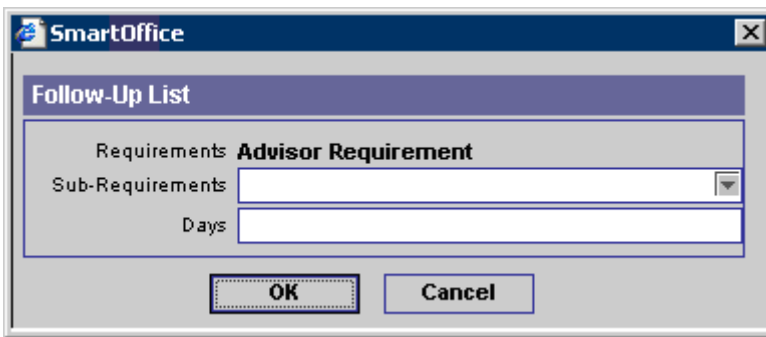 SmartOffice
Follow-Up List
Requirements Advisor Requirement
Sub-Requirements
Days
OK Cancel